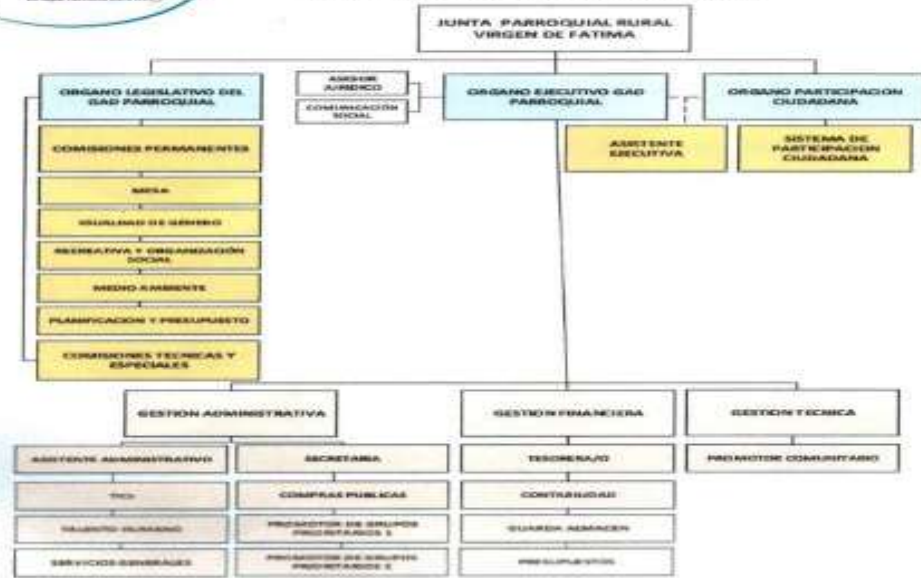 JUNTA PARROQUIAL RURAL
VIRGEN DE FATIMA
ORGANO LEGISLATIVO DEL
GAD PARROQUIAL
ASESOR
JURIDICO
COMUNICACIÓN
SOCIAL
ORGANO EJECUTIVO GAD
PARROQUIAL
ORGANO PARTICIPACION
CIUDADANA
COMISIONES PERMANENTES
ASISTENTE
EJECUTIVA
SISTEMA DE
PARTICIPACION
CIUDADANA
MESA
IGUALDAD DE GÉNERO
RECREATIVA Y ORGANIZACIÓN
SOCIAL
MEDIO AMBIENTE
PLANIFICACION Y PRESUPUESTO
COMISIONES TECNICAS Y
ESPECIALES
GESTION ADMINISTRATIVA
GESTION FINANCIERA
GESTION TECNICA
ASISTENTE ADMINISTRATIVO
SECRETARIA
TESORERA/O
PROMOTOR COMUNITARIO
TICS
COMPRAS PUBLICAS
CONTABILIDAD
TALENTO HUMANO
PROMOTOR DE GRUPOS
PRIORITARIOS 1
GUARDA ALMACEN
SERVICIOS GENERALES
PROMOTOR DE GRUPOS
PRIORITARIOS 2
PRESUPUESTOS